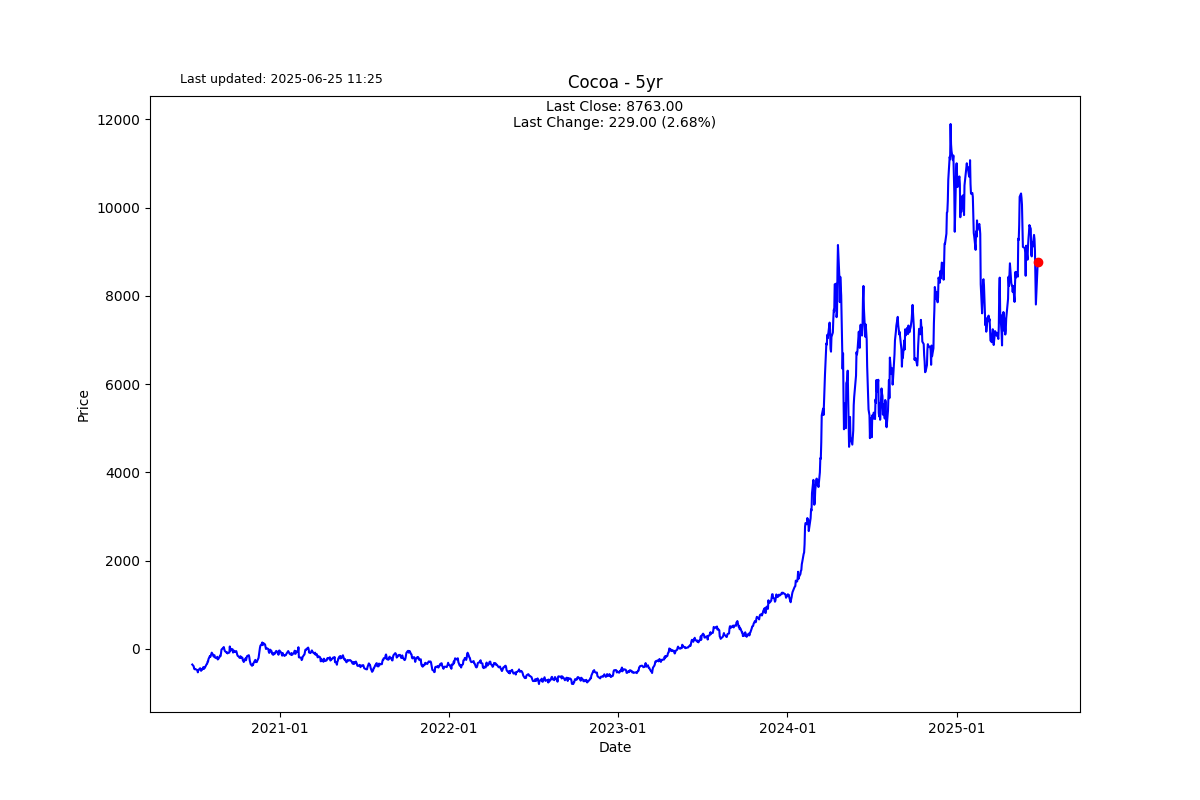 Last updated: 2025-06-25 11:25
Cocoa - 5yr
Last Close: 8763.00
Last Change: 229.00 (2.68%)
12000
10000
8000
6000
4000
2000
0
Price
2021-01
2022-01
2023-01
2024-01
2025-01
Date